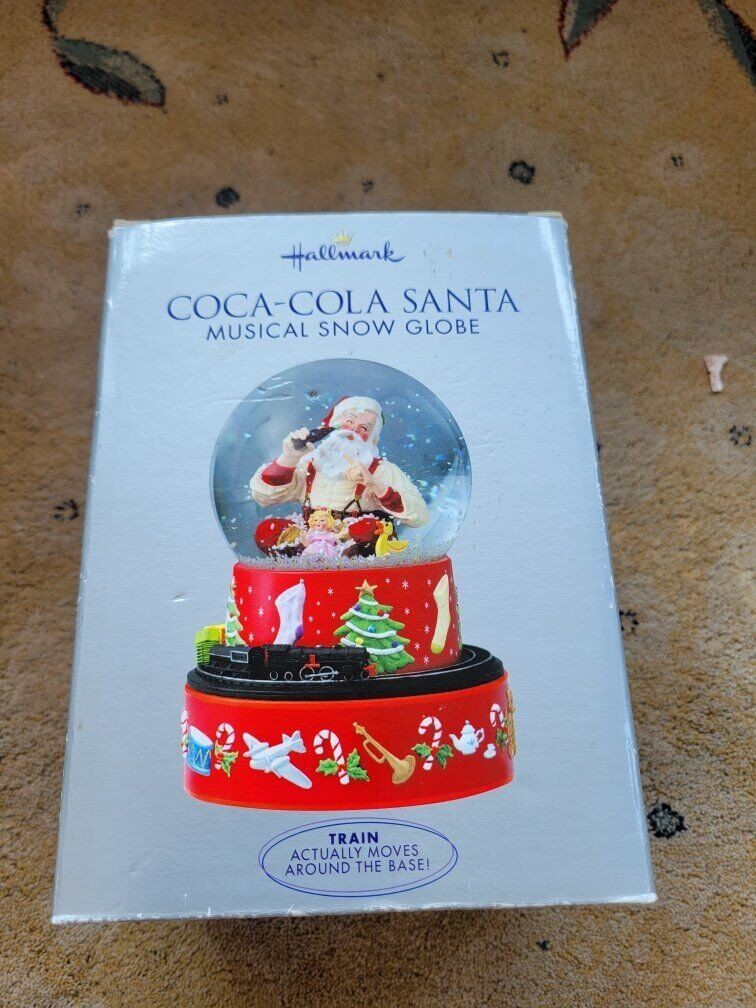 Hallmark
COCA-COLA SANTA
MUSICAL SNOW GLOBE
TRAIN
ACTUALLY MOVES
AROUND THE BASE!